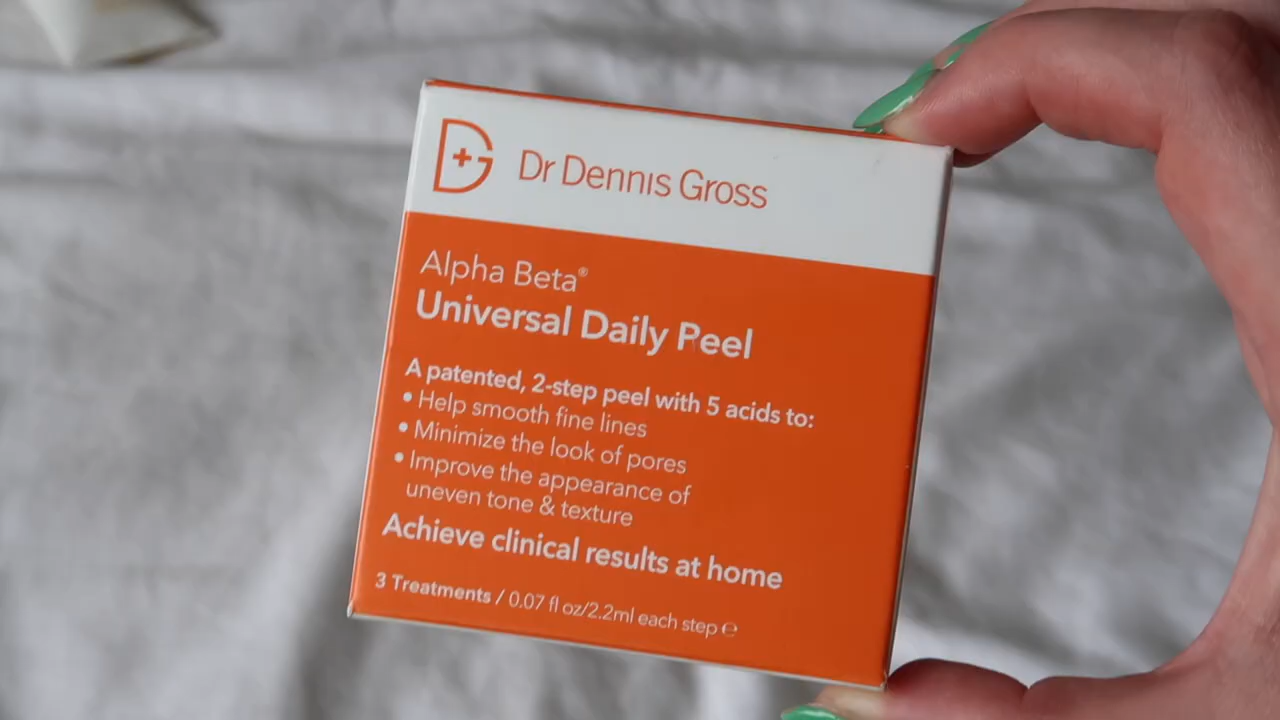 Dr Dennis Gross
Alpha Beta®
Universal Daily Peel
A patented, 2-step peel with 5 acids to:
• Help smooth fine lines
• Minimize the look of pores
• Improve the appearance of
uneven tone & texture
Achieve clinical results at home
3 Treatments / 0.07 fl oz/2.2ml each step ℮